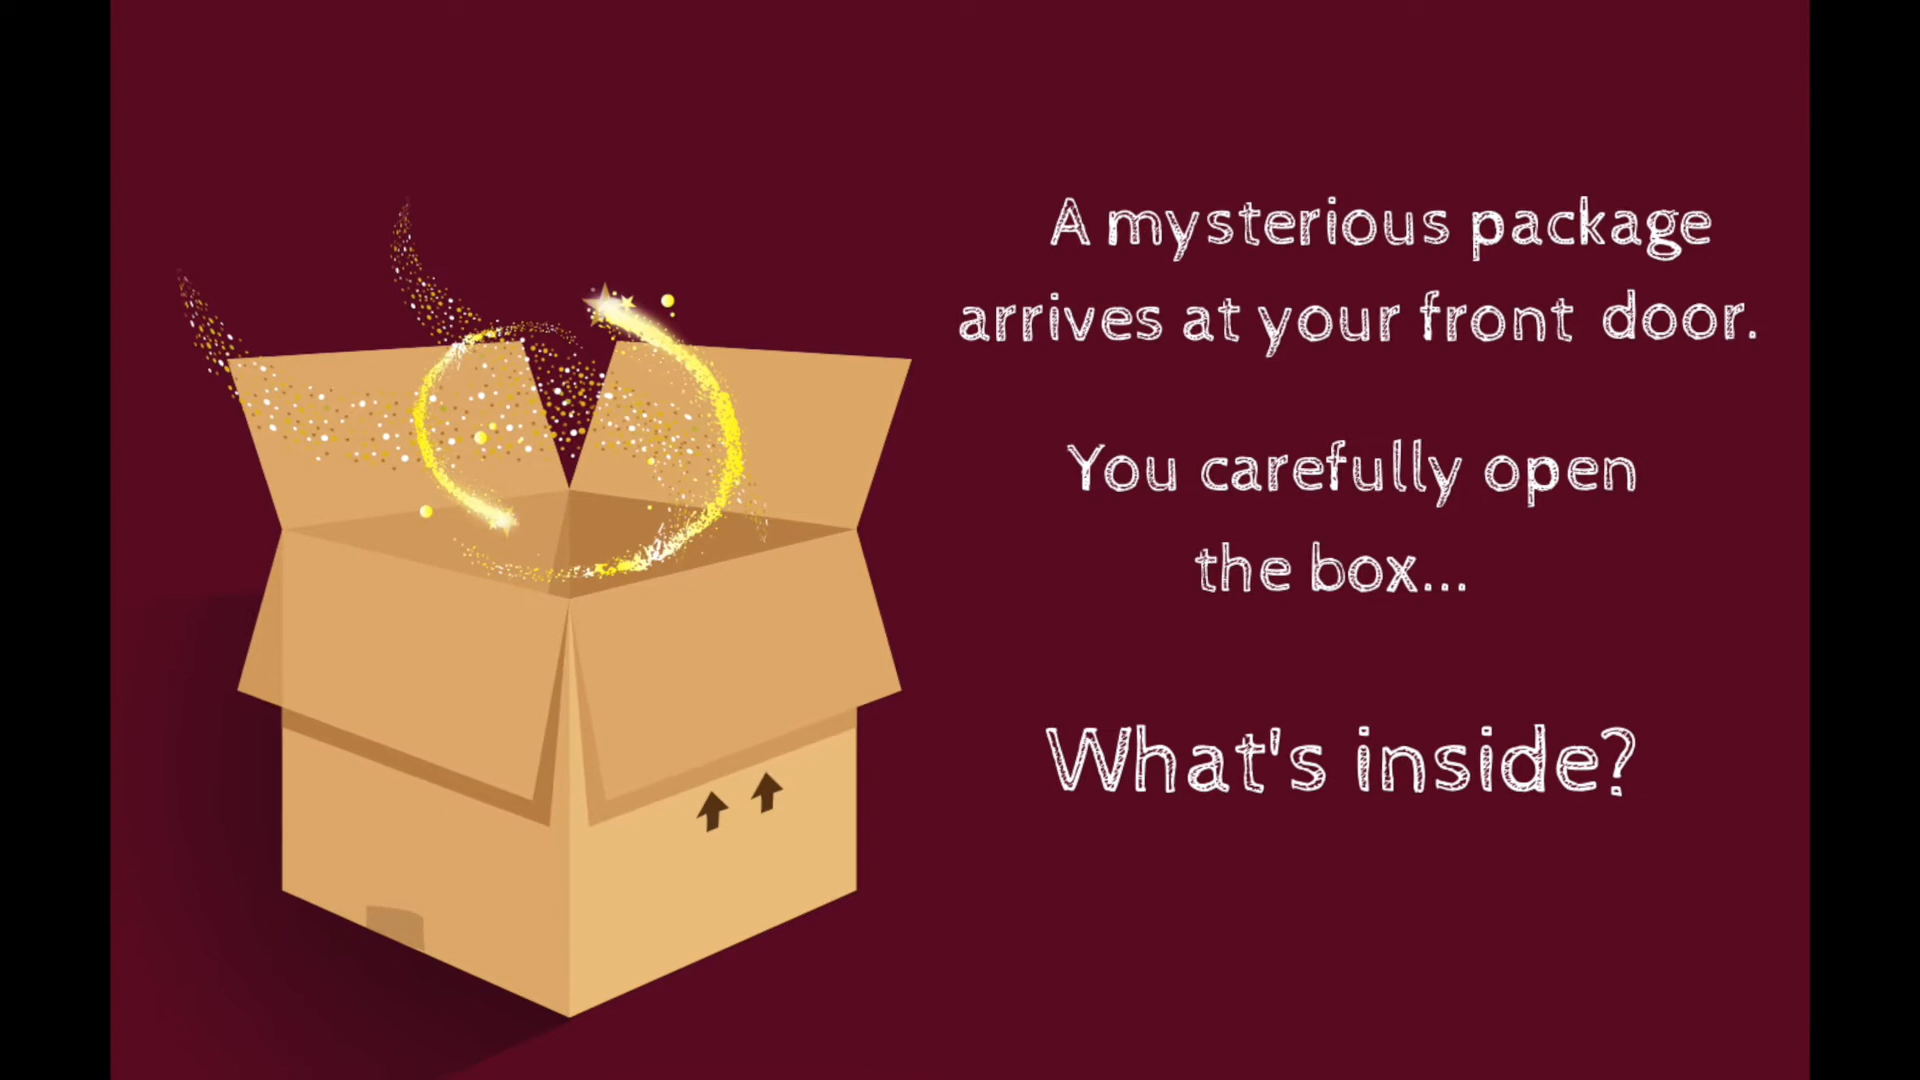 A mysterious package
arrives at your front door.
You carefully open
the box...
What's inside?